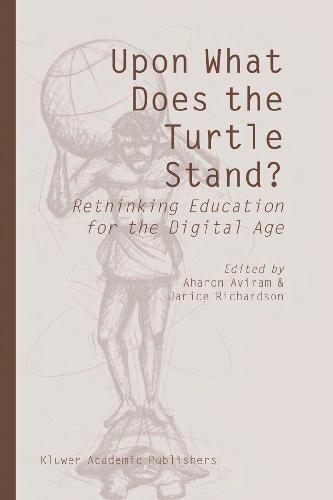 Upon What
Does the
Turtle
Stand?
Rethinking Education
for the Digital Age
Edited by
Aharon Aviram &
Janice Richardson
Kluwer Academic Publishers